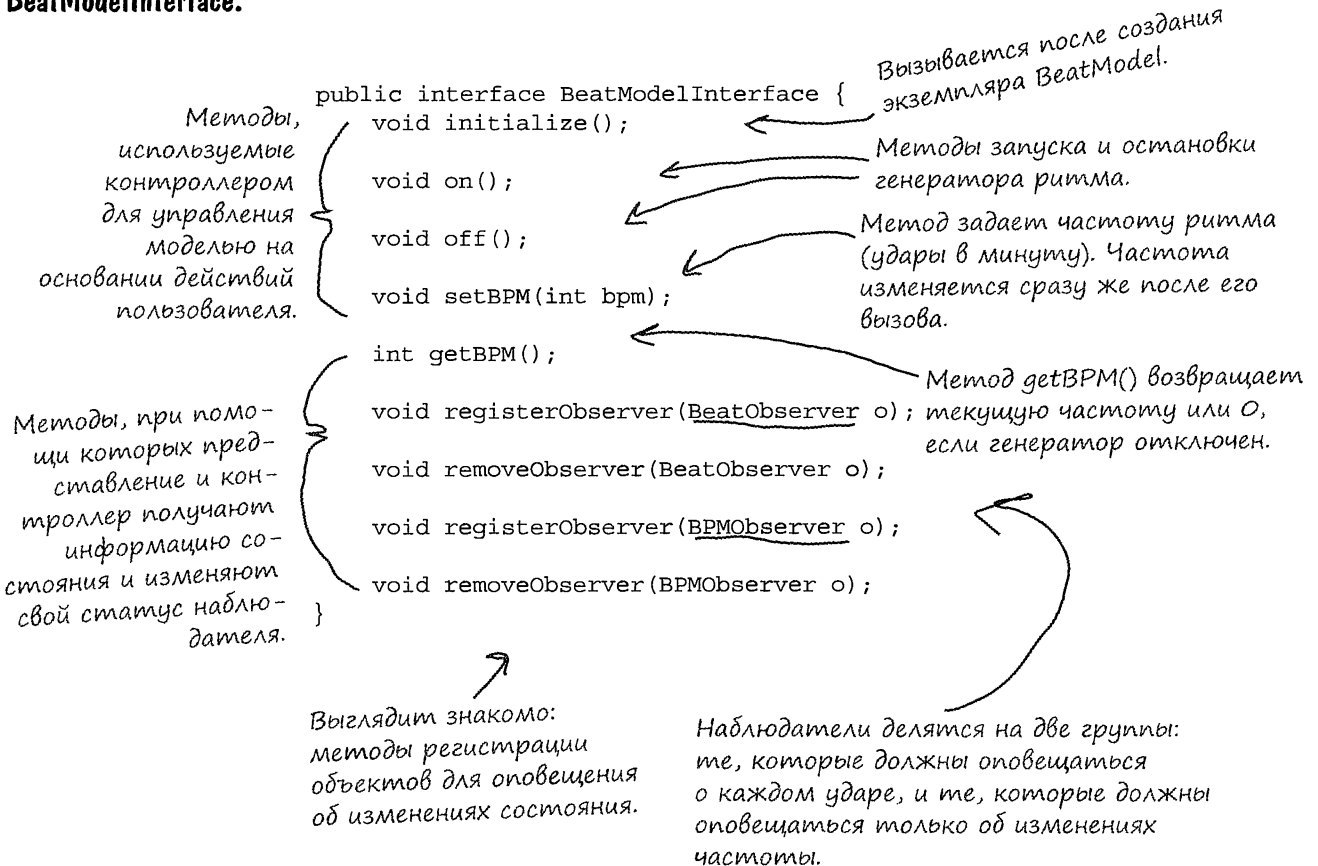 BeatModelInterface.
Вызывается после создания
экземпляра BeatModel.
public interface BeatModelInterface {
void initialize();
void on();
void off();
void setBPM(int bpm);
int getBPM();
void registerObserver(BeatObserver o);
void removeObserver(BeatObserver o);
void registerObserver(BPMObserver o);
void removeObserver(BPMObserver o);
}
Методы,
используемые
контроллером
для управления
моделью на
основании действий
пользователя.
Методы запуска и остановки
генератора ритма.
Метод задает частоту ритма
(удары в минуту). Частота
изменяется сразу же после его
вызова.
Метод getBPM() возвращает
текущую частоту или 0,
если генератор отключен.
Методы, при помо-
щи которых пред-
ставление и кон-
троллер получают
информацию со-
стояния и изменяют
свой статус наблю-
дателя.
Выглядит знакомо:
методы регистрации
объектов для оповещения
об изменениях состояния.
Наблюдатели делятся на две группы:
те, которые должны оповещаться
о каждом ударе, и те, которые должны
оповещаться только об изменениях
частоты.